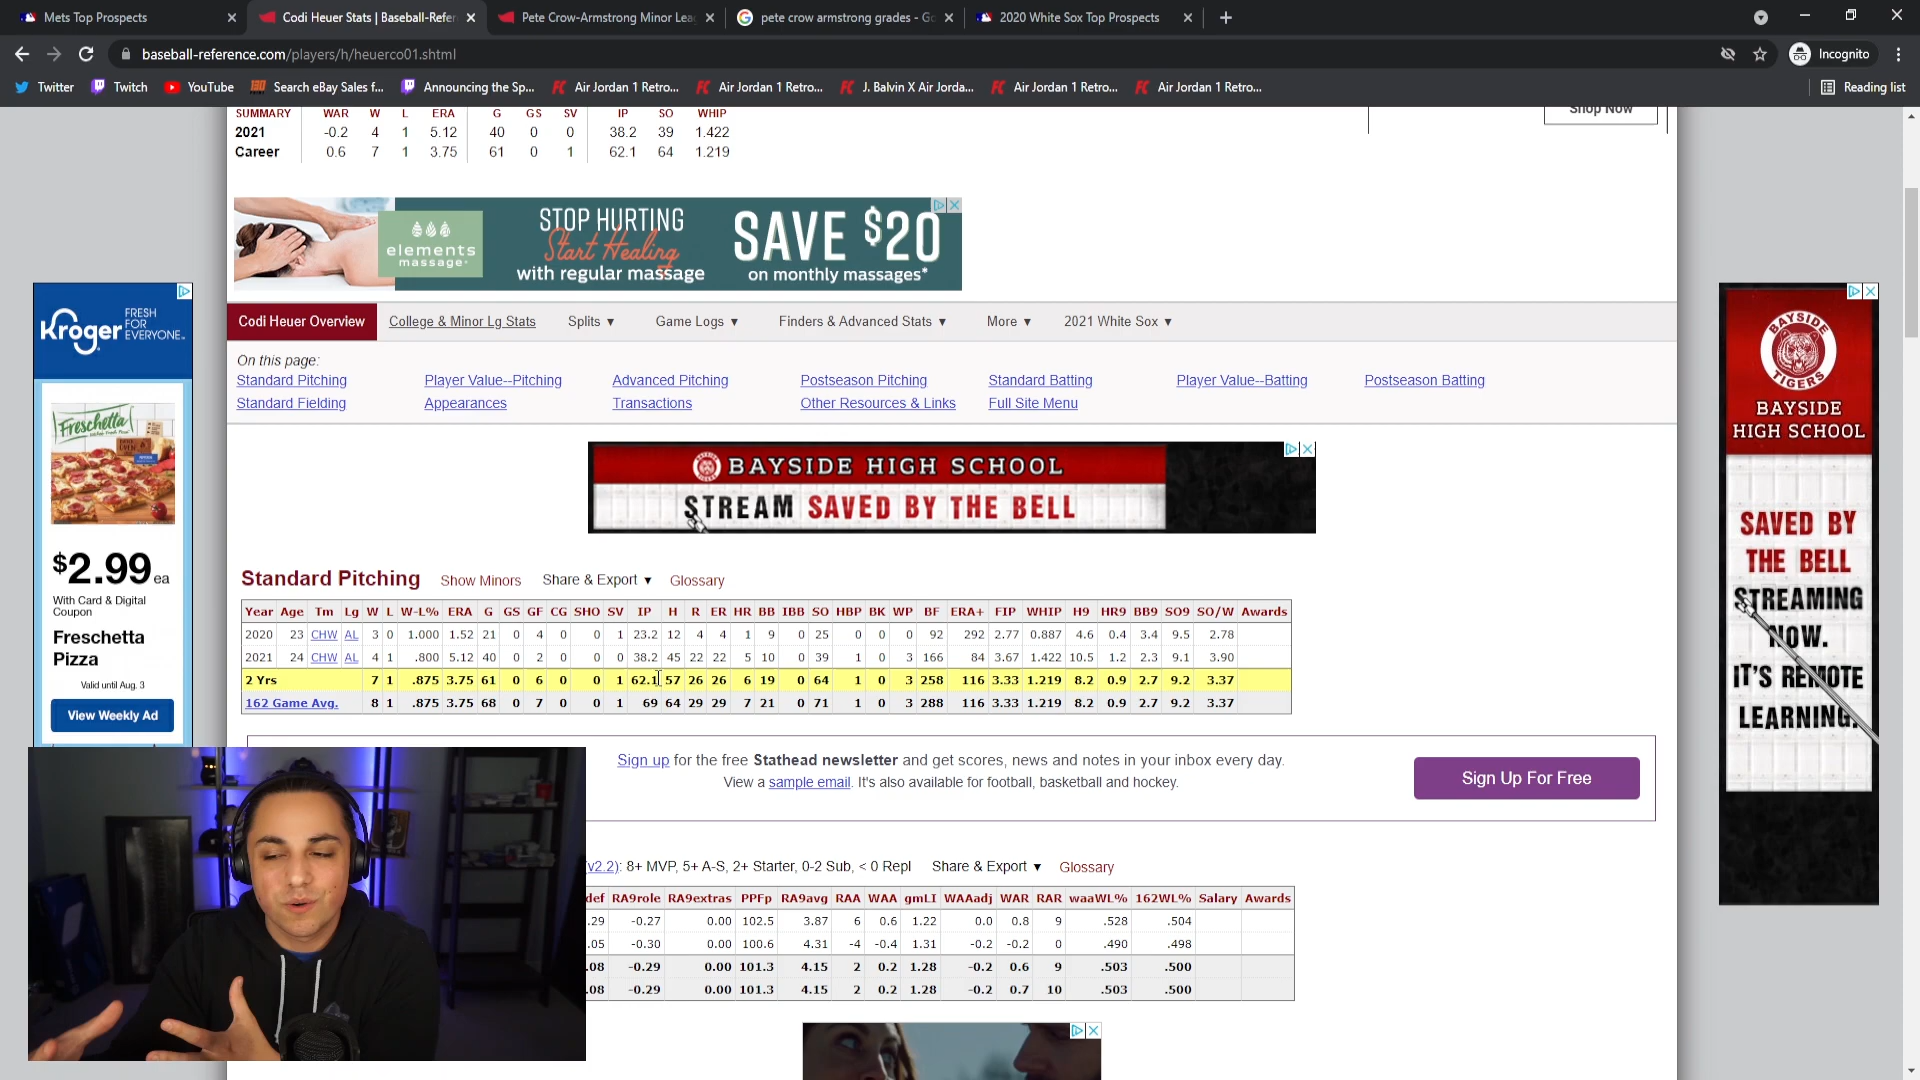 Mets Top Prospects
Codi Heuer Stats | Baseball-Refer
Pete Crow-Armstrong Minor Lea
pete crow armstrong grades - Go
2020 White Sox Top Prospects
baseball-reference.com/players/h/heuerco01.shtml
Incognito
Twitter Twitch YouTube Search eBay Sales f... Announcing the Sp... Air Jordan 1 Retro... Air Jordan 1 Retro... J. Balvin X Air Jorda... Air Jordan 1 Retro... Air Jordan 1 Retro... Reading list
SUMMARY WAR W L ERA G GS SV IP SO WHIP
2021 -0.2 4 1 5.12 40 0 0 38.2 39 1.422
Career 0.6 7 1 3.75 61 0 1 62.1 64 1.219
Shop Now
elements
massage
STOP HURTING
Start Healing
with regular massage
SAVE $20
on monthly massages*
Codi Heuer Overview College & Minor Lg Stats Splits ▼ Game Logs ▼ Finders & Advanced Stats ▼ More ▼ 2021 White Sox ▼
On this page:
Standard Pitching Player Value--Pitching Advanced Pitching Postseason Pitching Standard Batting Player Value--Batting Postseason Batting
Standard Fielding Appearances Transactions Other Resources & Links Full Site Menu
Kroger
FRESH
FOR
EVERYONE.
Freschetta
$2.99 ea
With Card & Digital
Coupon
Freschetta
Pizza
Valid until Aug. 3
View Weekly Ad
BAYSIDE HIGH SCHOOL
STREAM SAVED BY THE BELL
BAYSIDE
TIGERS
BAYSIDE
HIGH SCHOOL
SAVED BY
THE BELL
STREAMING
NOW.
IT'S REMOTE
LEARNING.
Standard Pitching Show Minors Share & Export ▼ Glossary
Year Age Tm Lg W L W-L% ERA G GS GF CG SHO SV IP H R ER HR BB IBB SO HBP BK WP BF ERA+ FIP WHIP H9 HR9 BB9 SO9 SO/W Awards
2020 23 CHW AL 3 0 1.000 1.52 21 0 4 0 0 1 23.2 12 4 4 1 9 0 25 0 0 0 92 292 2.77 0.887 4.6 0.4 3.4 9.5 2.78
2021 24 CHW AL 4 1 .800 5.12 40 0 2 0 0 0 38.2 45 22 22 5 10 0 39 1 0 3 166 84 3.67 1.422 10.5 1.2 2.3 9.1 3.90
2 Yrs 7 1 .875 3.75 61 0 6 0 0 1 62.1 57 26 26 6 19 0 64 1 0 3 258 116 3.33 1.219 8.2 0.9 2.7 9.2 3.37
162 Game Avg. 8 1 .875 3.75 68 0 7 0 0 1 69 64 29 29 7 21 0 71 1 0 3 288 116 3.33 1.219 8.2 0.9 2.7 9.2 3.37
Sign up for the free Stathead newsletter and get scores, news and notes in your inbox every day.
View a sample email. It's also available for football, basketball and hockey.
Sign Up For Free
v2.2): 8+ MVP, 5+ A-S, 2+ Starter, 0-2 Sub, < 0 Repl Share & Export ▼ Glossary
def RA9role RA9extras PPFp RA9avg RAA WAA gmLI WAAadj WAR RAR waaWL% 162WL% Salary Awards
.29 -0.27 0.00 102.5 3.87 6 0.6 1.22 0.0 0.8 9 .528 .504
.05 -0.30 0.00 100.6 4.31 -4 -0.4 1.31 -0.2 -0.2 0 .490 .498
.08 -0.29 0.00 101.3 4.15 2 0.2 1.28 -0.2 0.6 9 .503 .500
.08 -0.29 0.00 101.3 4.15 2 0.2 1.28 -0.2 0.7 10 .503 .500